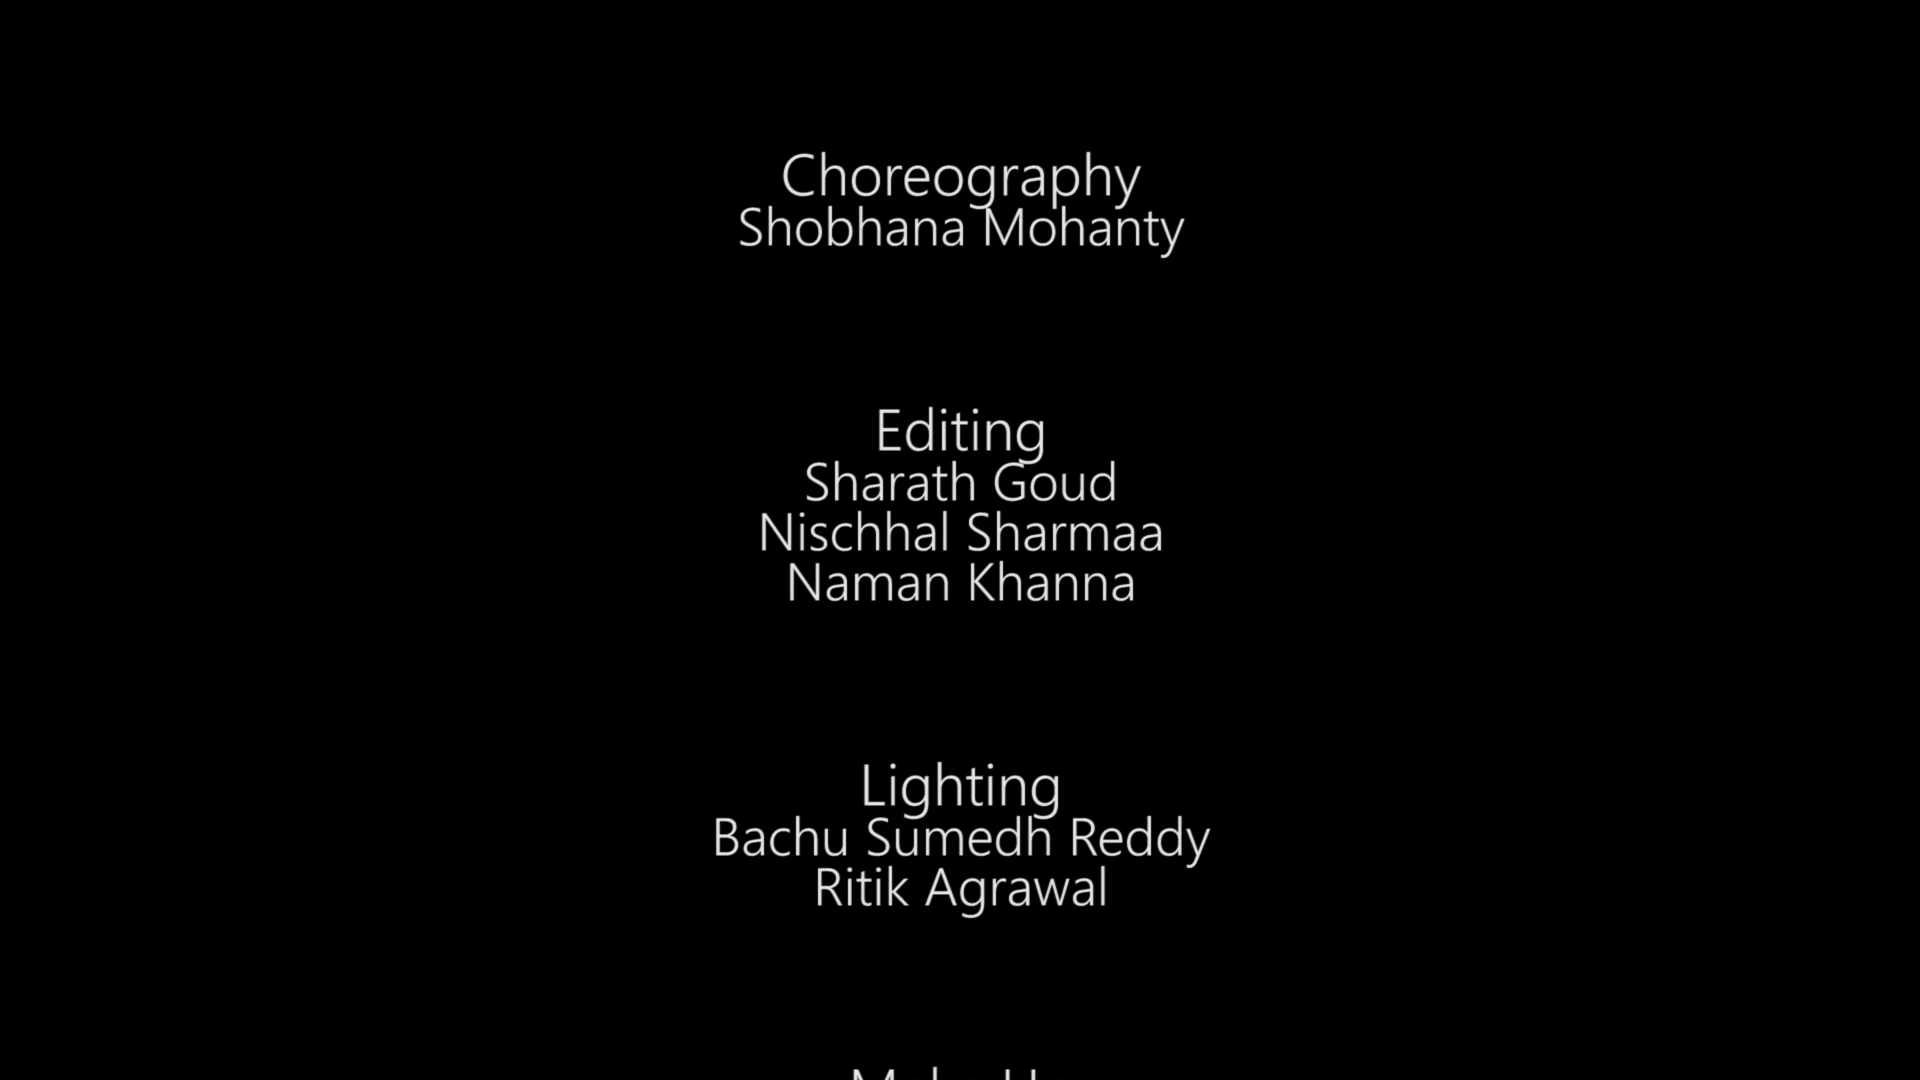 Choreography
Shobhana Mohanty
Editing
Sharath Goud
Nischhal Sharmaa
Naman Khanna
Lighting
Bachu Sumedh Reddy
Ritik Agrawal